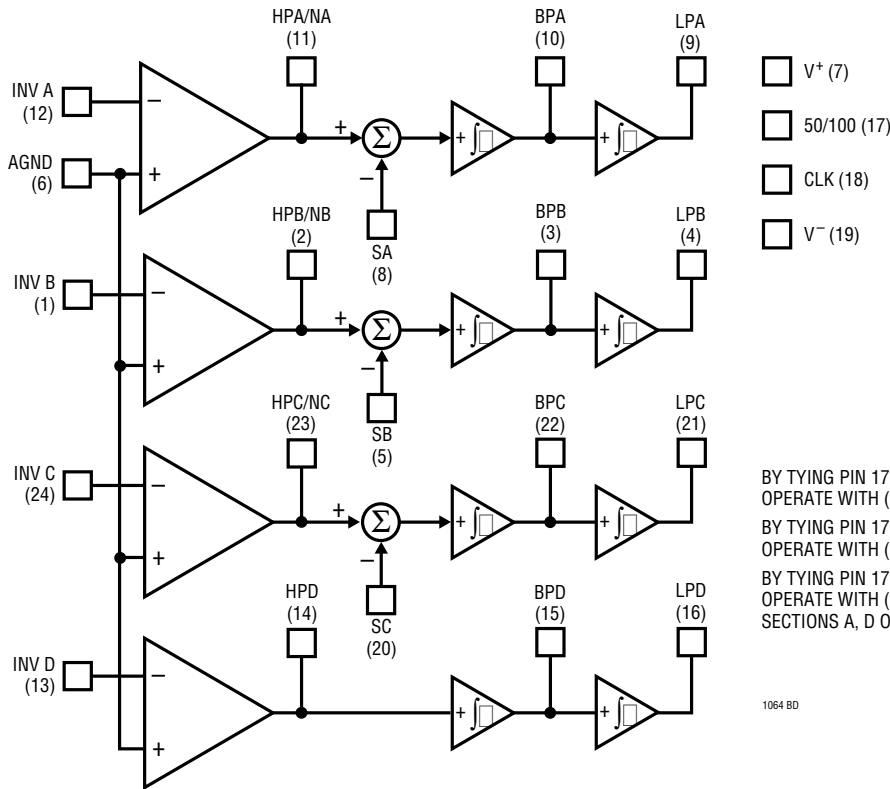 HPA/NA
(11)
BPA
(10)
LPA
(9)
INV A
(12)
AGND
(6)
−
+
+
Σ
−
+ ∫
+ ∫
SA
(8)
V⁺ (7)
50/100 (17)
CLK (18)
V⁻ (19)
HPB/NB
(2)
BPB
(3)
LPB
(4)
INV B
(1)
−
+
+
Σ
−
+ ∫
+ ∫
SB
(5)
HPC/NC
(23)
BPC
(22)
LPC
(21)
INV C
(24)
−
+
+
Σ
−
+ ∫
+ ∫
SC
(20)
HPD
(14)
BPD
(15)
LPD
(16)
INV D
(13)
−
+
+ ∫
+ ∫
BY TYING PIN 17
OPERATE WITH (
BY TYING PIN 17
OPERATE WITH (
BY TYING PIN 17
OPERATE WITH (
SECTIONS A, D O
1064 BD